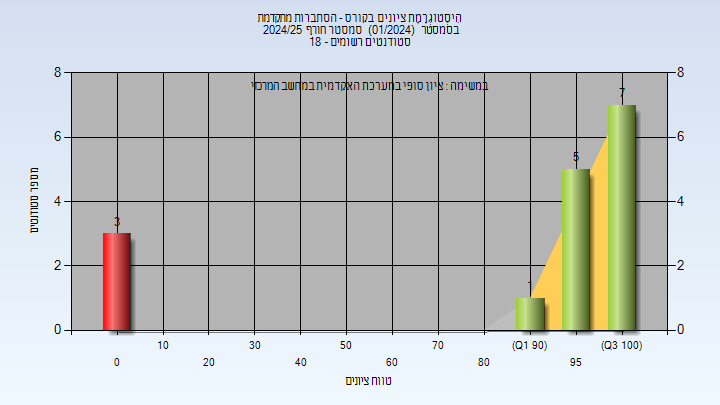 היסטוגרמת ציונים בקורס - הסתברות מתקדמת
בסמסטר (01/2024) סמסטר חורף 2024/25
סטודנטים רשומים - 18
במשימה : ציון סופי במערכת האקדמית במחשב המרכזי
8 8
7
6 6
5
מספר סטודנטים
4 4
3
2 2
1
0 0
10 30 50 70 (Q1 90) (Q3 100)
0 20 40 60 80 95
טווח ציונים